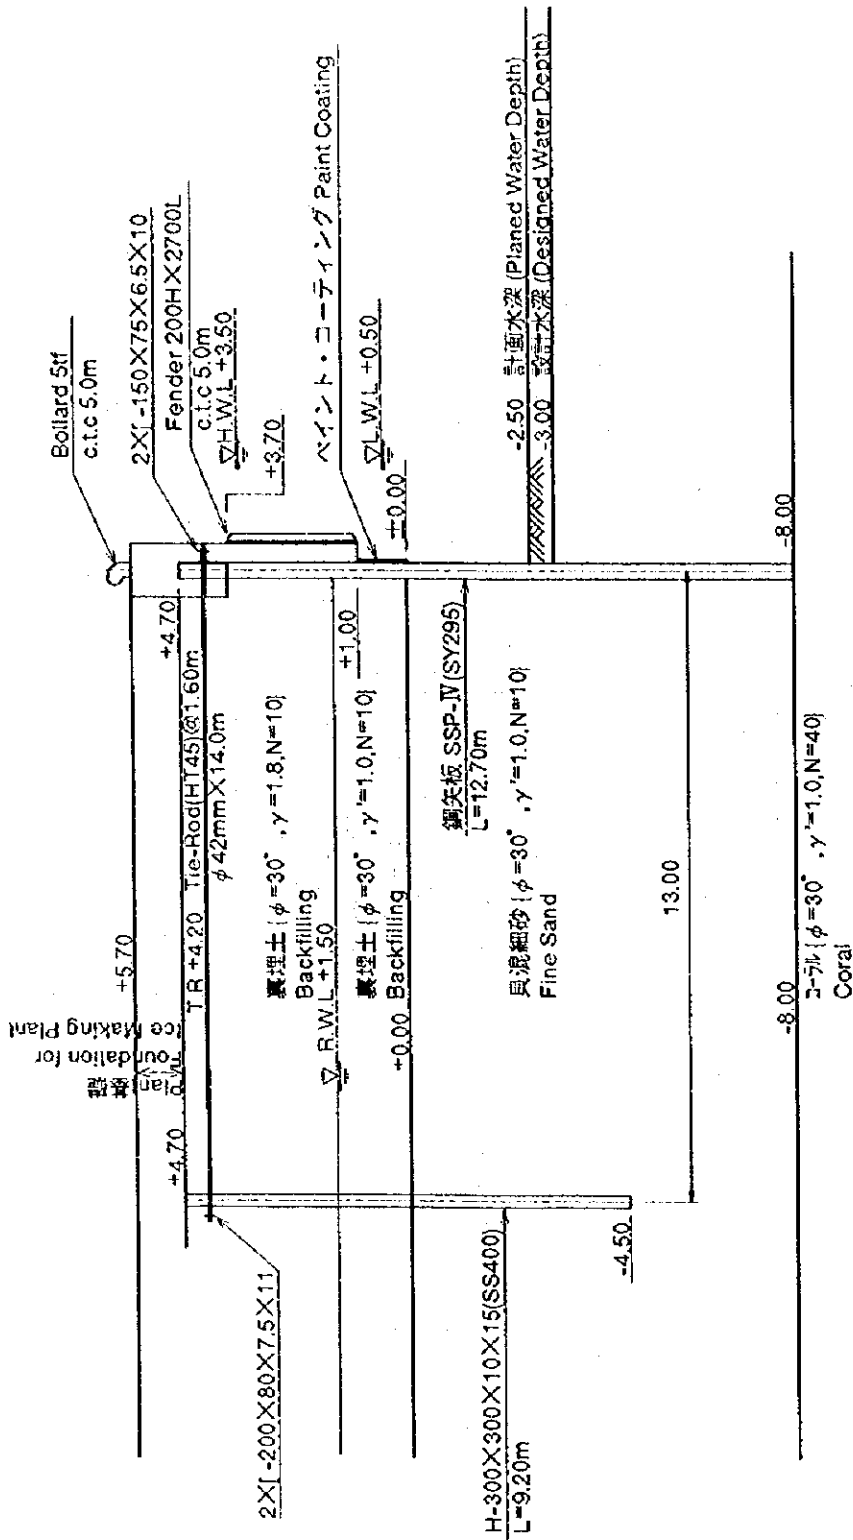 Bollard 5tf
c.t.c 5.0m
2X[-150X75X6.5X10
Fender 200HX2700L
c.t.c 5.0m
▽H.W.L +3.50
+3.70
ペイント・コーティング Paint Coating
▽L.W.L +0.50
±0.00
-2.50 計画水深 (Planed Water Depth)
-3.00 設計水深 (Designed Water Depth)
-8.00
基礎
Foundation for
Ice Making Plant
+5.70
+4.70
+4.70
T.R +4.20 Tie-Rod(HT45)@1.60m
φ42mmX14.0m
裏埋土 {φ=30°, γ=1.8,N=10}
Backfilling
▽ R.W.L +1.50
+1.00
裏埋土 {φ=30°, γ'=1.0,N=10}
+0.00 Backfilling
鋼矢板 SSP-Ⅳ(SY295)
L=12.70m
貝混細砂 {φ=30°, γ'=1.0,N=10}
Fine Sand
13.00
-8.00
コーラル {φ=30°, γ'=1.0,N=40}
Coral
2X[-200X80X7.5X11
H-300X300X10X15(SS400)
L=9.20m
-4.50